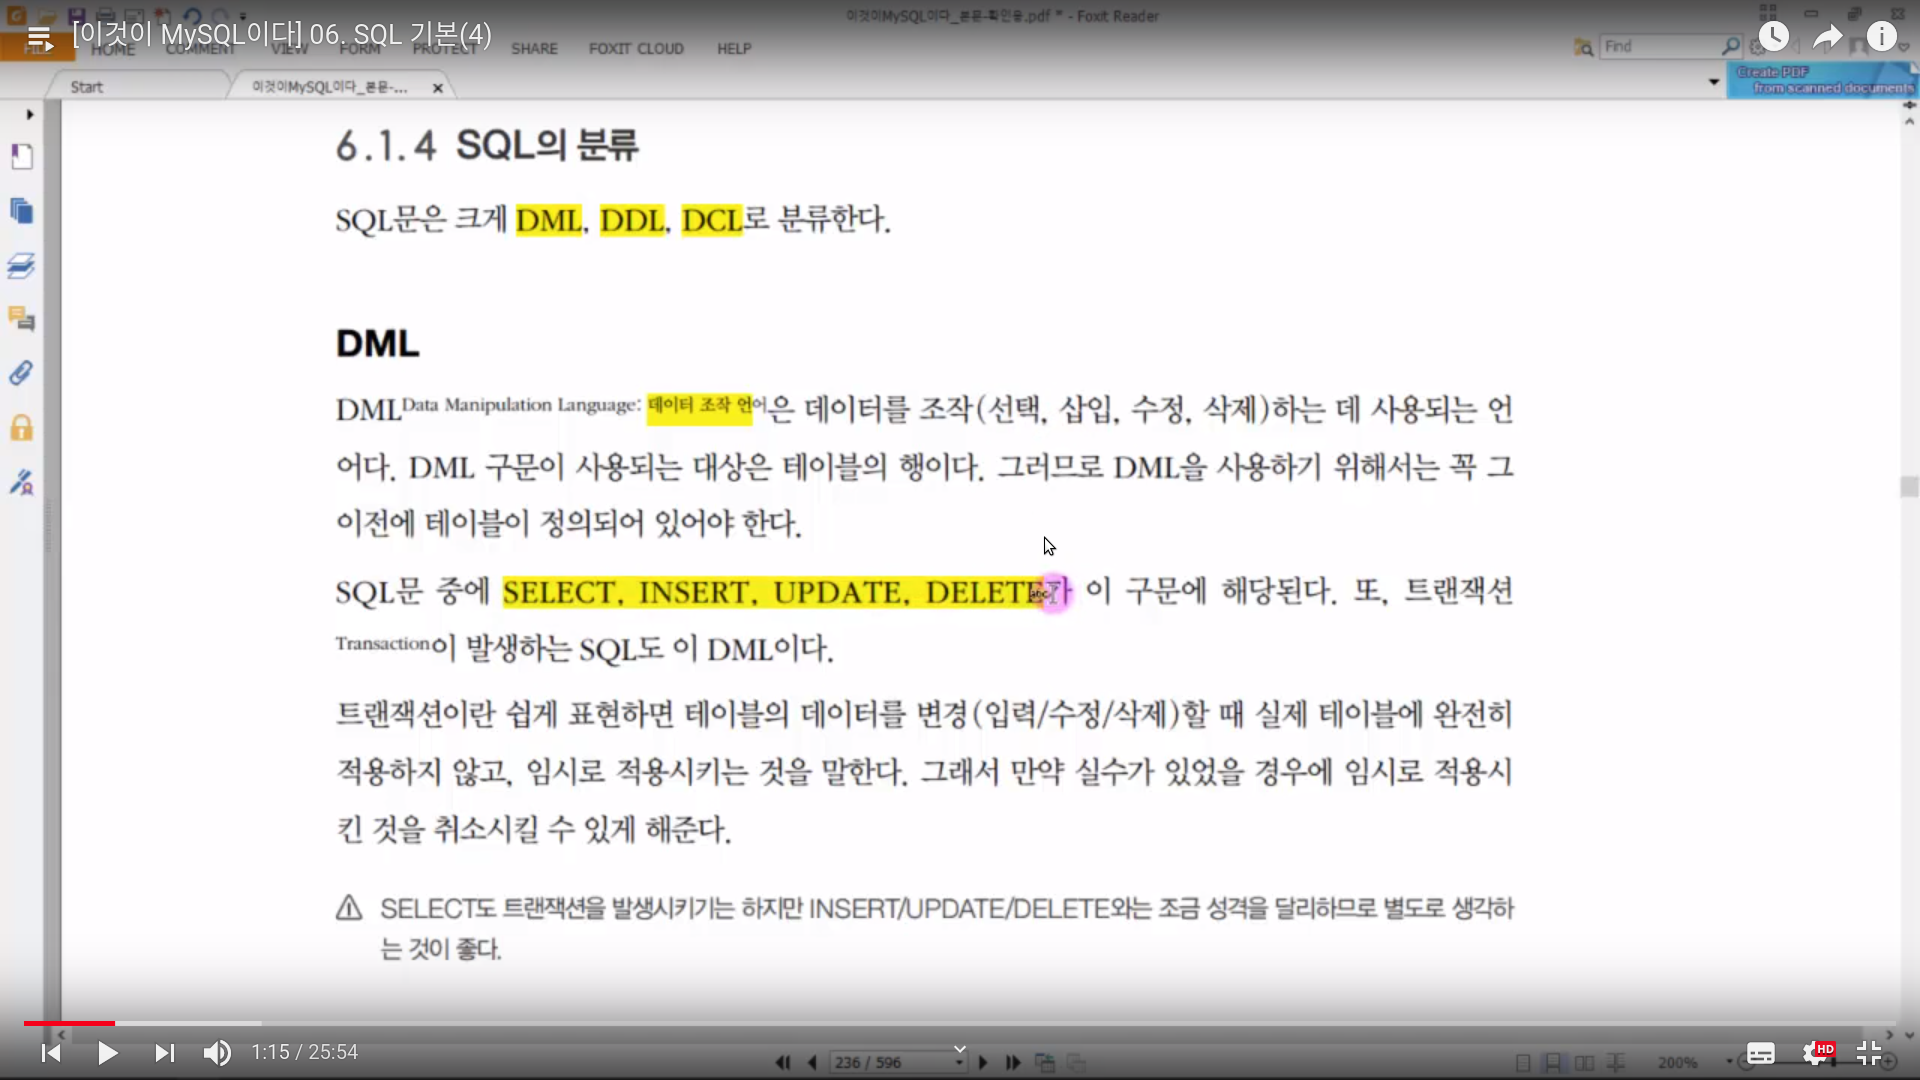 이것이MySQL이다_본문-확인용.pdf * - Foxit Reader
[이것이 MySQL이다] 06. SQL 기본(4)
FILE HOME COMMENT VIEW FORM PROTECT SHARE FOXIT CLOUD HELP
Find
Start
이것이MySQL이다_본문-...
Create PDF
from scanned documents
6.1.4 SQL의 분류
SQL문은 크게 DML, DDL, DCL로 분류한다.
DML
DML Data Manipulation Language: 데이터 조작 언어은 데이터를 조작(선택, 삽입, 수정, 삭제)하는 데 사용되는 언
어다. DML 구문이 사용되는 대상은 테이블의 행이다. 그러므로 DML을 사용하기 위해서는 꼭 그
이전에 테이블이 정의되어 있어야 한다.
SQL문 중에 SELECT, INSERT, UPDATE, DELETE가 이 구문에 해당된다. 또, 트랜잭션
Transaction이 발생하는 SQL도 이 DML이다.
트랜잭션이란 쉽게 표현하면 테이블의 데이터를 변경(입력/수정/삭제)할 때 실제 테이블에 완전히
적용하지 않고, 임시로 적용시키는 것을 말한다. 그래서 만약 실수가 있었을 경우에 임시로 적용시
킨 것을 취소시킬 수 있게 해준다.
SELECT도 트랜잭션을 발생시키기는 하지만 INSERT/UPDATE/DELETE와는 조금 성격을 달리하므로 별도로 생각하
는 것이 좋다.
1:15 / 25:54
236 / 596
200%
HD